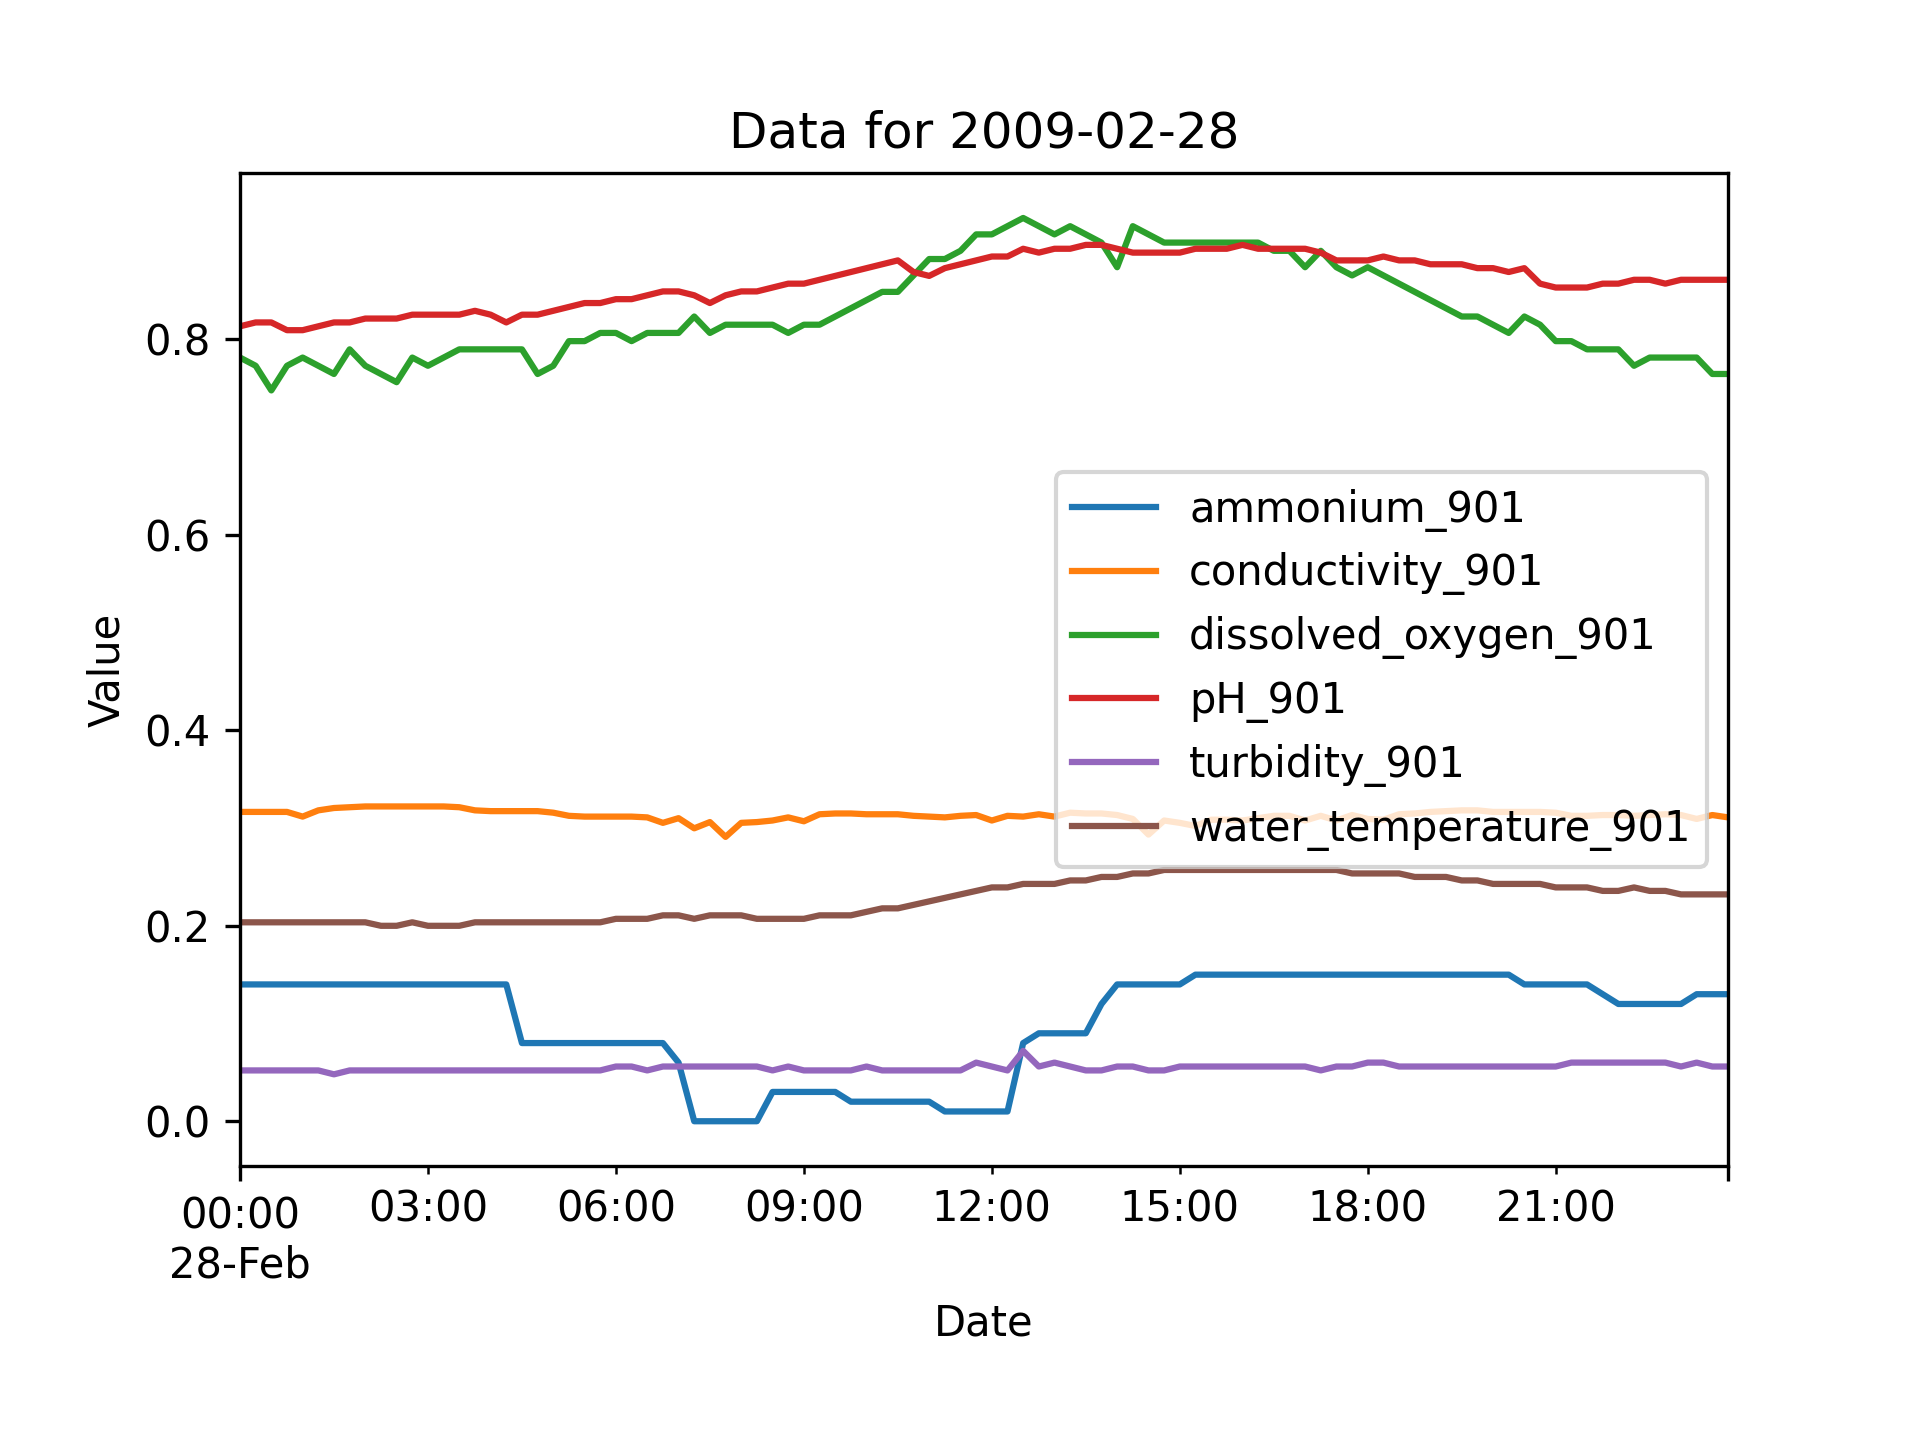 Data for 2009-02-28
Value
0.8
0.6
0.4
0.2
0.0
ammonium_901
conductivity_901
dissolved_oxygen_901
pH_901
turbidity_901
water_temperature_901
00:00 03:00 06:00 09:00 12:00 15:00 18:00 21:00
28-Feb
Date